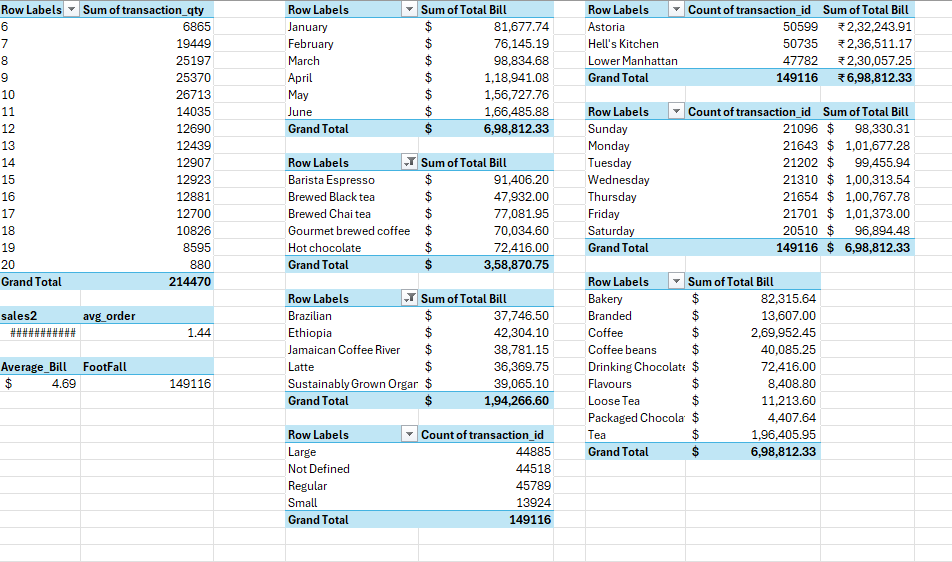 Row Labels Sum of transaction_qty
6 6865
7 19449
8 25197
9 25370
10 26713
11 14035
12 12690
13 12439
14 12907
15 12923
16 12881
17 12700
18 10826
19 8595
20 880
Grand Total 214470
sales2 avg_order
########### 1.44
Average_Bill FootFall
$ 4.69 149116
Row Labels Sum of Total Bill
January $ 81,677.74
February $ 76,145.19
March $ 98,834.68
April $ 1,18,941.08
May $ 1,56,727.76
June $ 1,66,485.88
Grand Total $ 6,98,812.33
Row Labels Sum of Total Bill
Barista Espresso $ 91,406.20
Brewed Black tea $ 47,932.00
Brewed Chai tea $ 77,081.95
Gourmet brewed coffee $ 70,034.60
Hot chocolate $ 72,416.00
Grand Total $ 3,58,870.75
Row Labels Sum of Total Bill
Brazilian $ 37,746.50
Ethiopia $ 42,304.10
Jamaican Coffee River $ 38,781.15
Latte $ 36,369.75
Sustainably Grown Organ $ 39,065.10
Grand Total $ 1,94,266.60
Row Labels Count of transaction_id
Large 44885
Not Defined 44518
Regular 45789
Small 13924
Grand Total 149116
Row Labels Count of transaction_id Sum of Total Bill
Astoria 50599 ₹ 2,32,243.91
Hell's Kitchen 50735 ₹ 2,36,511.17
Lower Manhattan 47782 ₹ 2,30,057.25
Grand Total 149116 ₹ 6,98,812.33
Row Labels Count of transaction_id Sum of Total Bill
Sunday 21096 $ 98,330.31
Monday 21643 $ 1,01,677.28
Tuesday 21202 $ 99,455.94
Wednesday 21310 $ 1,00,313.54
Thursday 21654 $ 1,00,767.78
Friday 21701 $ 1,01,373.00
Saturday 20510 $ 96,894.48
Grand Total 149116 $ 6,98,812.33
Row Labels Sum of Total Bill
Bakery $ 82,315.64
Branded $ 13,607.00
Coffee $ 2,69,952.45
Coffee beans $ 40,085.25
Drinking Chocolate $ 72,416.00
Flavours $ 8,408.80
Loose Tea $ 11,213.60
Packaged Chocola $ 4,407.64
Tea $ 1,96,405.95
Grand Total $ 6,98,812.33